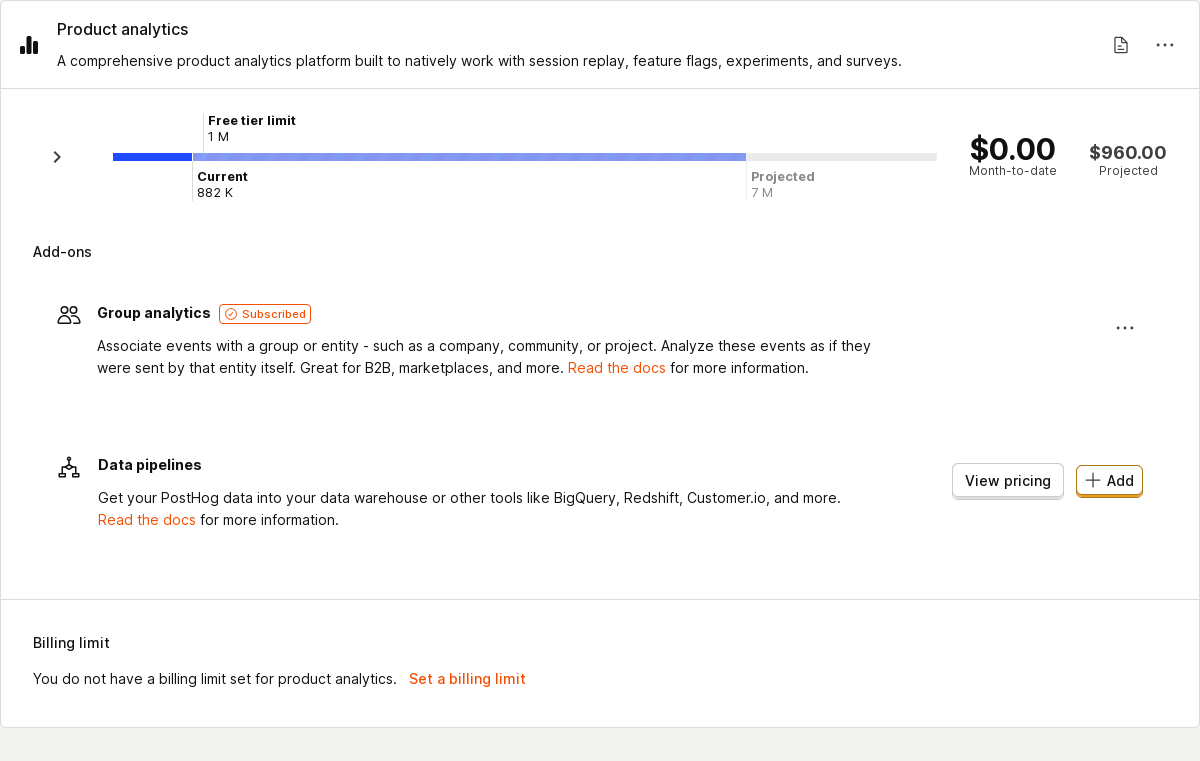 Product analytics
A comprehensive product analytics platform built to natively work with session replay, feature flags, experiments, and surveys.
Free tier limit
1 M
Current
882 K
Projected
7 M
$0.00
Month-to-date
$960.00
Projected
Add-ons
Group analytics Subscribed
Associate events with a group or entity - such as a company, community, or project. Analyze these events as if they
were sent by that entity itself. Great for B2B, marketplaces, and more. Read the docs for more information.
Data pipelines
Get your PostHog data into your data warehouse or other tools like BigQuery, Redshift, Customer.io, and more.
Read the docs for more information.
View pricing
Add
Billing limit
You do not have a billing limit set for product analytics. Set a billing limit